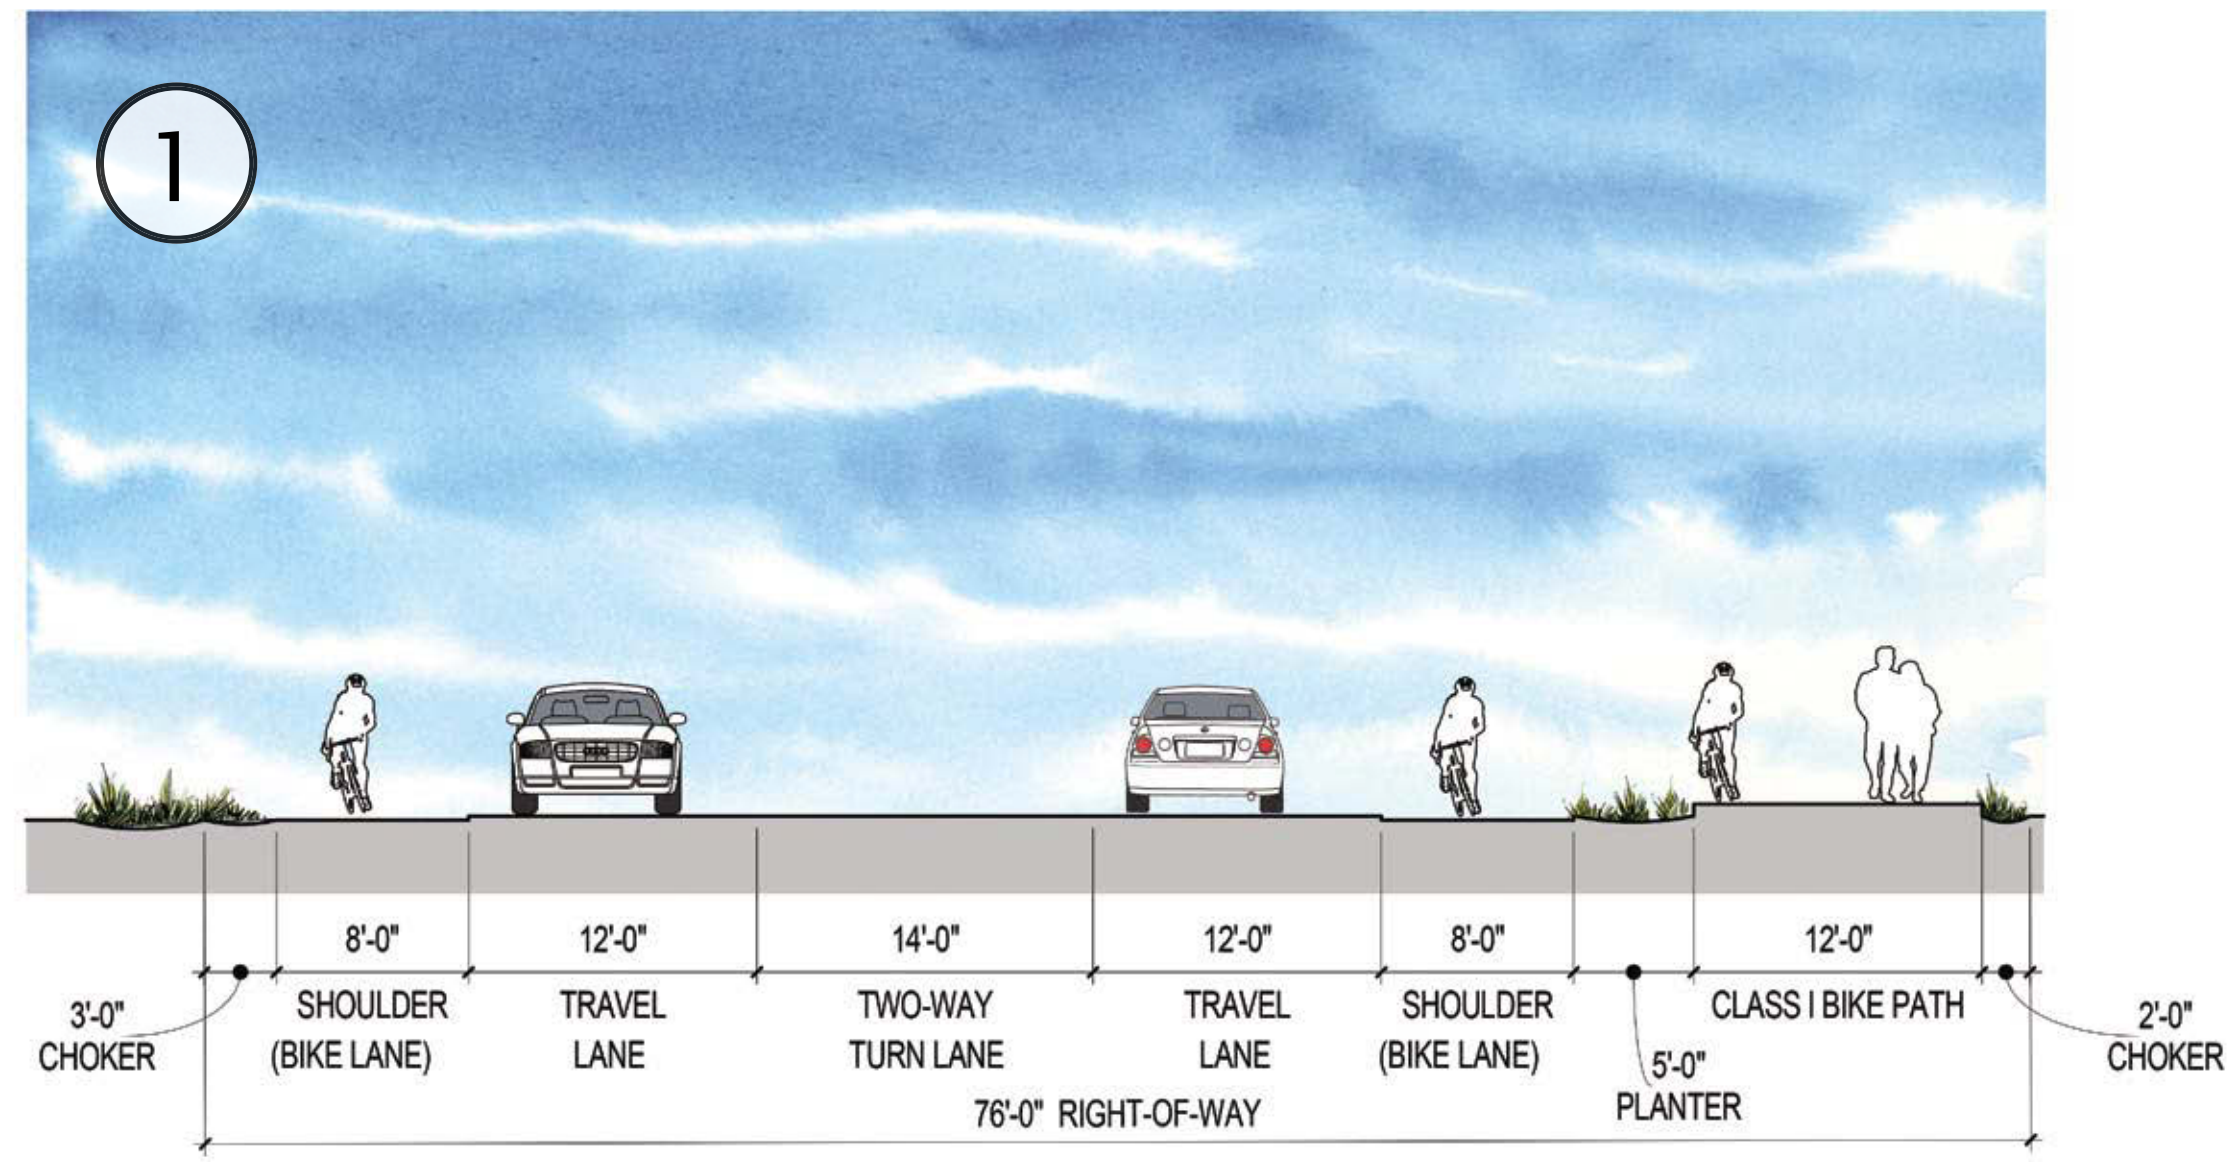 1
8'-0" 12'-0" 14'-0" 12'-0" 8'-0" 12'-0"
3'-0"
CHOKER
SHOULDER
(BIKE LANE)
TRAVEL
LANE
TWO-WAY
TURN LANE
TRAVEL
LANE
SHOULDER
(BIKE LANE)
5'-0"
PLANTER
CLASS I BIKE PATH
2'-0"
CHOKER
76'-0" RIGHT-OF-WAY